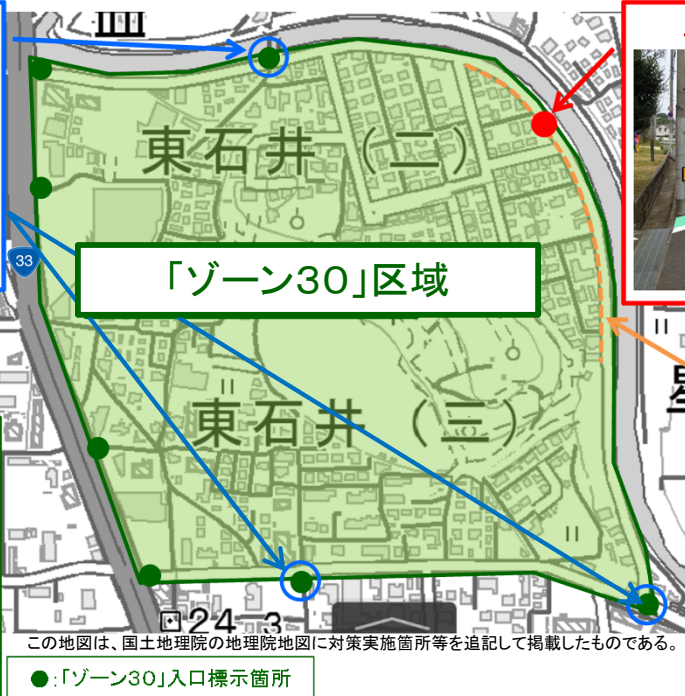 東石井（二）
33
「ゾーン３０」区域
東石井（三）
24.3
この地図は、国土地理院の地理院地図に対策実施箇所等を追記して掲載したものである。
●：「ゾーン３０」入口標示箇所